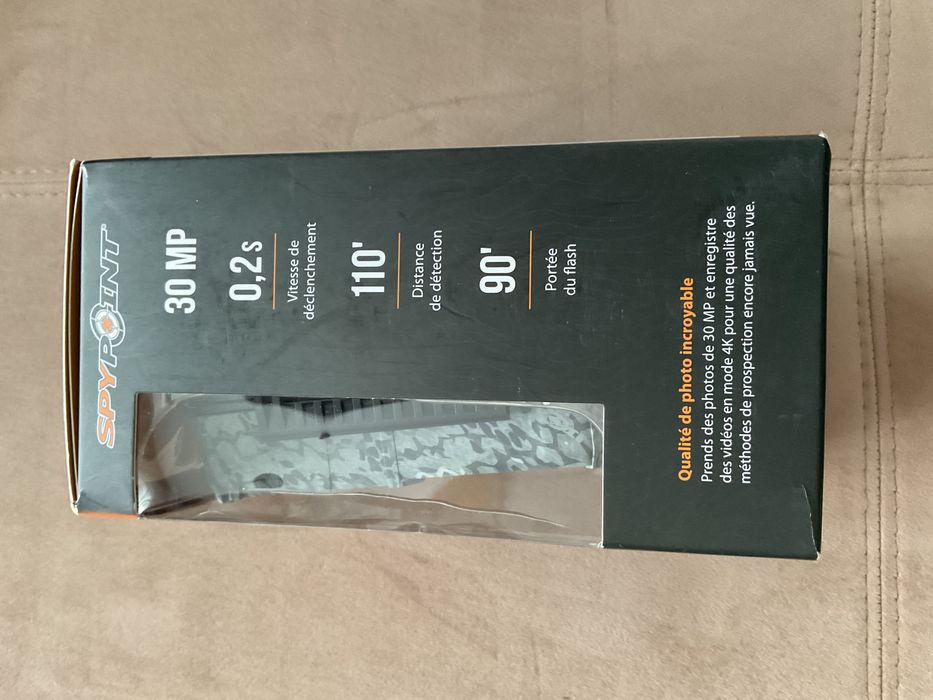 SPYPOINT®
30 MP
0,2 s
Vitesse de
déclenchement
110'
Distance
de détection
90'
Portée
du flash
Qualité de photo incroyable
Prends des photos de 30 MP et enregistre
des vidéos en mode 4K pour une qualité des
méthodes de prospection encore jamais vue.